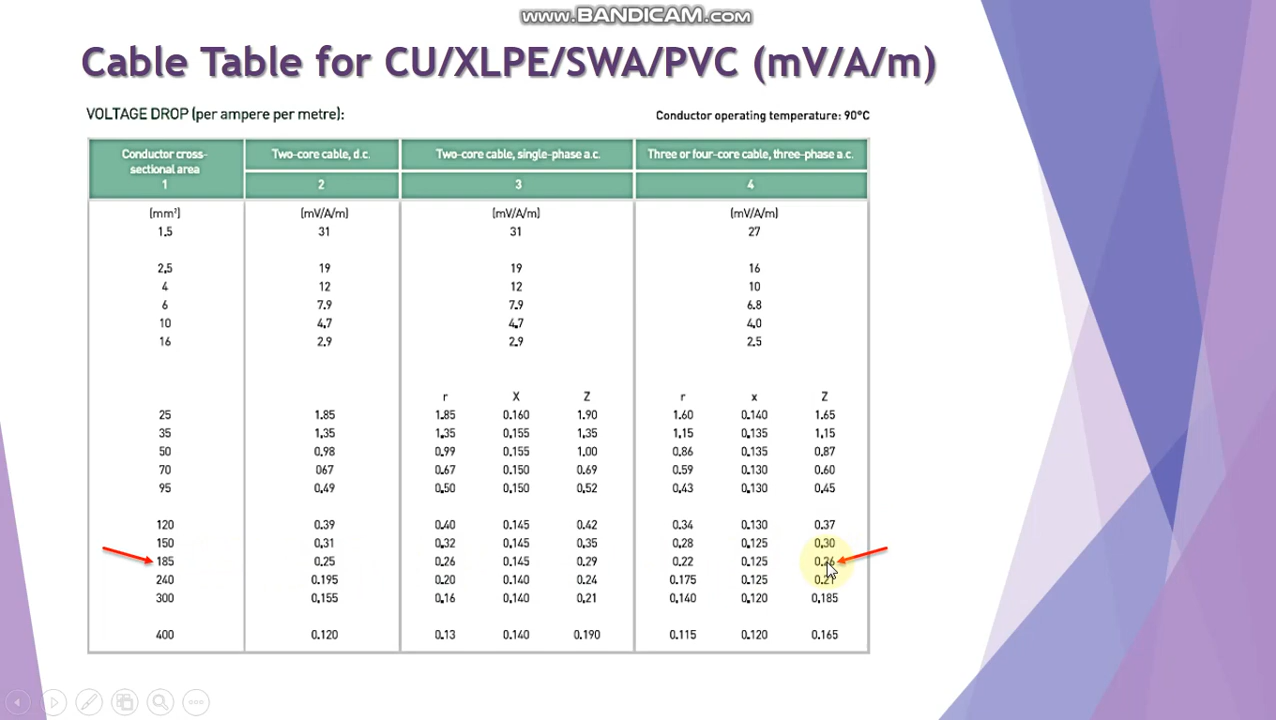 www.BANDICAM.com
Cable Table for CU/XLPE/SWA/PVC (mV/A/m)
VOLTAGE DROP (per ampere per metre): Conductor operating temperature: 90°C
Conductor cross-sectional area Two-core cable, d.c. Two-core cable, single-phase a.c. Three or four-core cable, three-phase a.c.
1 2 3 4
(mm²) (mV/A/m) (mV/A/m) (mV/A/m)
1.5 31 31 27
2.5 19 19 16
4 12 12 10
6 7.9 7.9 6.8
10 4.7 4.7 4.0
16 2.9 2.9 2.5
r X Z r x Z
25 1.85 1.85 0.160 1.90 1.60 0.140 1.65
35 1.35 1.35 0.155 1.35 1.15 0.135 1.15
50 0.98 0.99 0.155 1.00 0.86 0.135 0.87
70 067 0.67 0.150 0.69 0.59 0.130 0.60
95 0.49 0.50 0.150 0.52 0.43 0.130 0.45
120 0.39 0.40 0.145 0.42 0.34 0.130 0.37
150 0.31 0.32 0.145 0.35 0.28 0.125 0.30
185 0.25 0.26 0.145 0.29 0.22 0.125 0.26
240 0.195 0.20 0.140 0.24 0.175 0.125 0.21
300 0.155 0.16 0.140 0.21 0.140 0.120 0.185
400 0.120 0.13 0.140 0.190 0.115 0.120 0.165